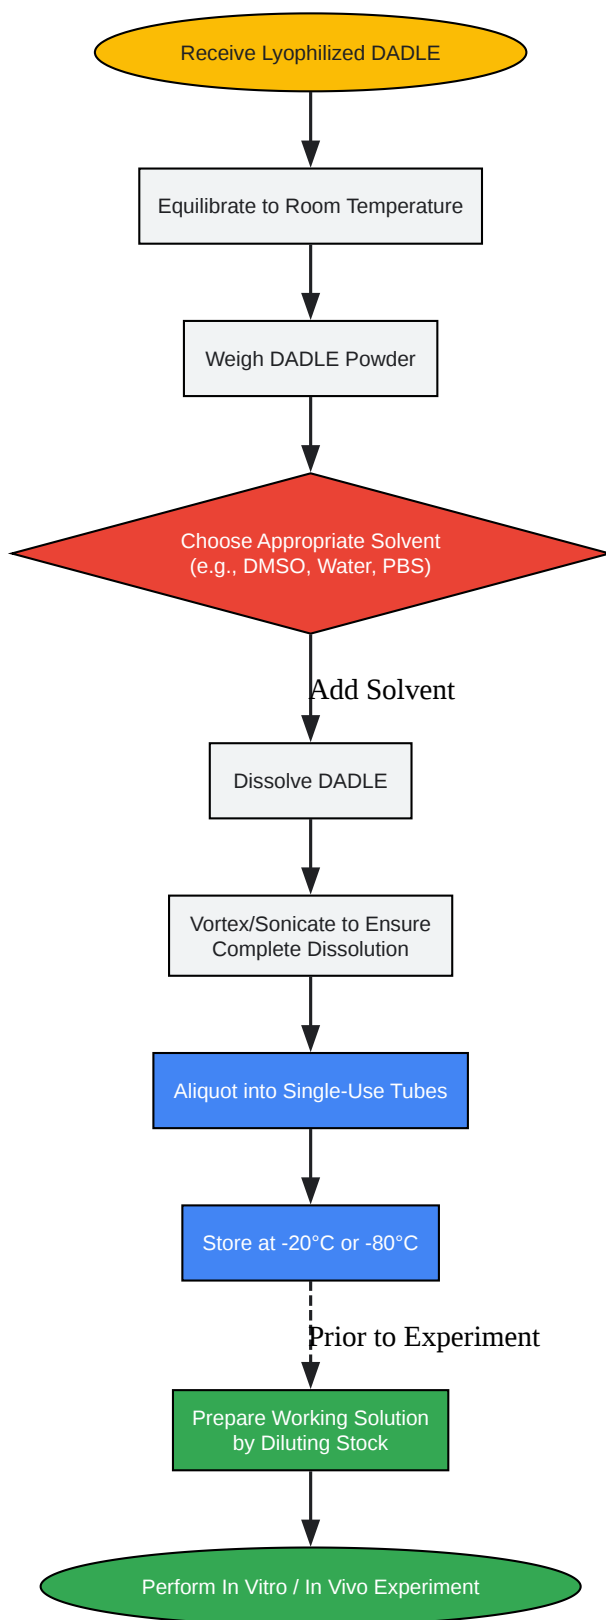 Receive Lyophilized DADLE
Equilibrate to Room Temperature
Weigh DADLE Powder
Choose Appropriate Solvent
(e.g., DMSO, Water, PBS)
Add Solvent
Dissolve DADLE
Vortex/Sonicate to Ensure
Complete Dissolution
Aliquot into Single-Use Tubes
Store at -20°C or -80°C
Prior to Experiment
Prepare Working Solution
by Diluting Stock
Perform In Vitro / In Vivo Experiment